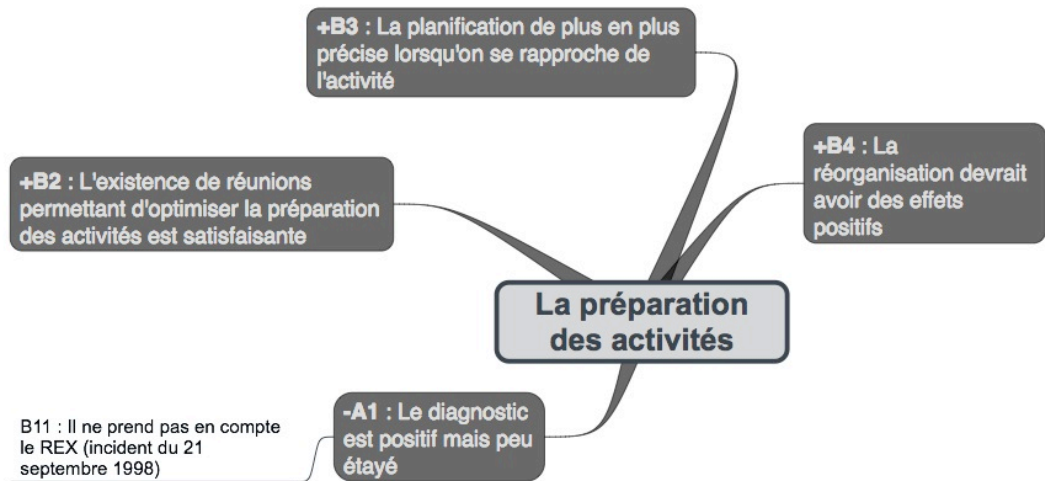 +B3 : La planification de plus en plus
précise lorsqu'on se rapproche de
l'activité
+B4 : La
réorganisation devrait
avoir des effets
positifs
+B2 : L'existence de réunions
permettant d'optimiser la préparation
des activités est satisfaisante
La préparation
des activités
-A1 : Le diagnostic
est positif mais peu
étayé
B11 : Il ne prend pas en compte
le REX (incident du 21
septembre 1998)